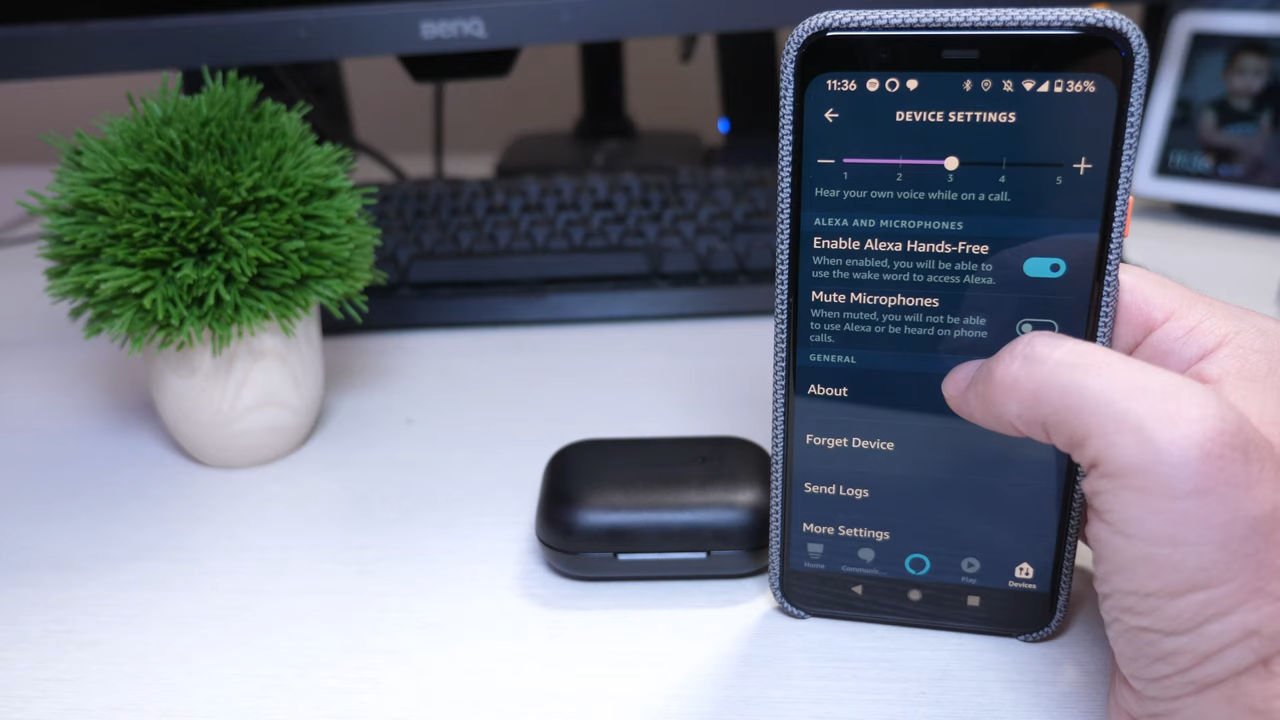 BenQ
11:36
36%
DEVICE SETTINGS
1 2 3 4 5
Hear your own voice while on a call.
ALEXA AND MICROPHONES
Enable Alexa Hands-Free
When enabled, you will be able to
use the wake word to access Alexa.
Mute Microphones
When muted, you will not be able
to use Alexa or be heard on phone
calls.
GENERAL
About
Forget Device
Send Logs
More Settings
Home Communic... Play Devices